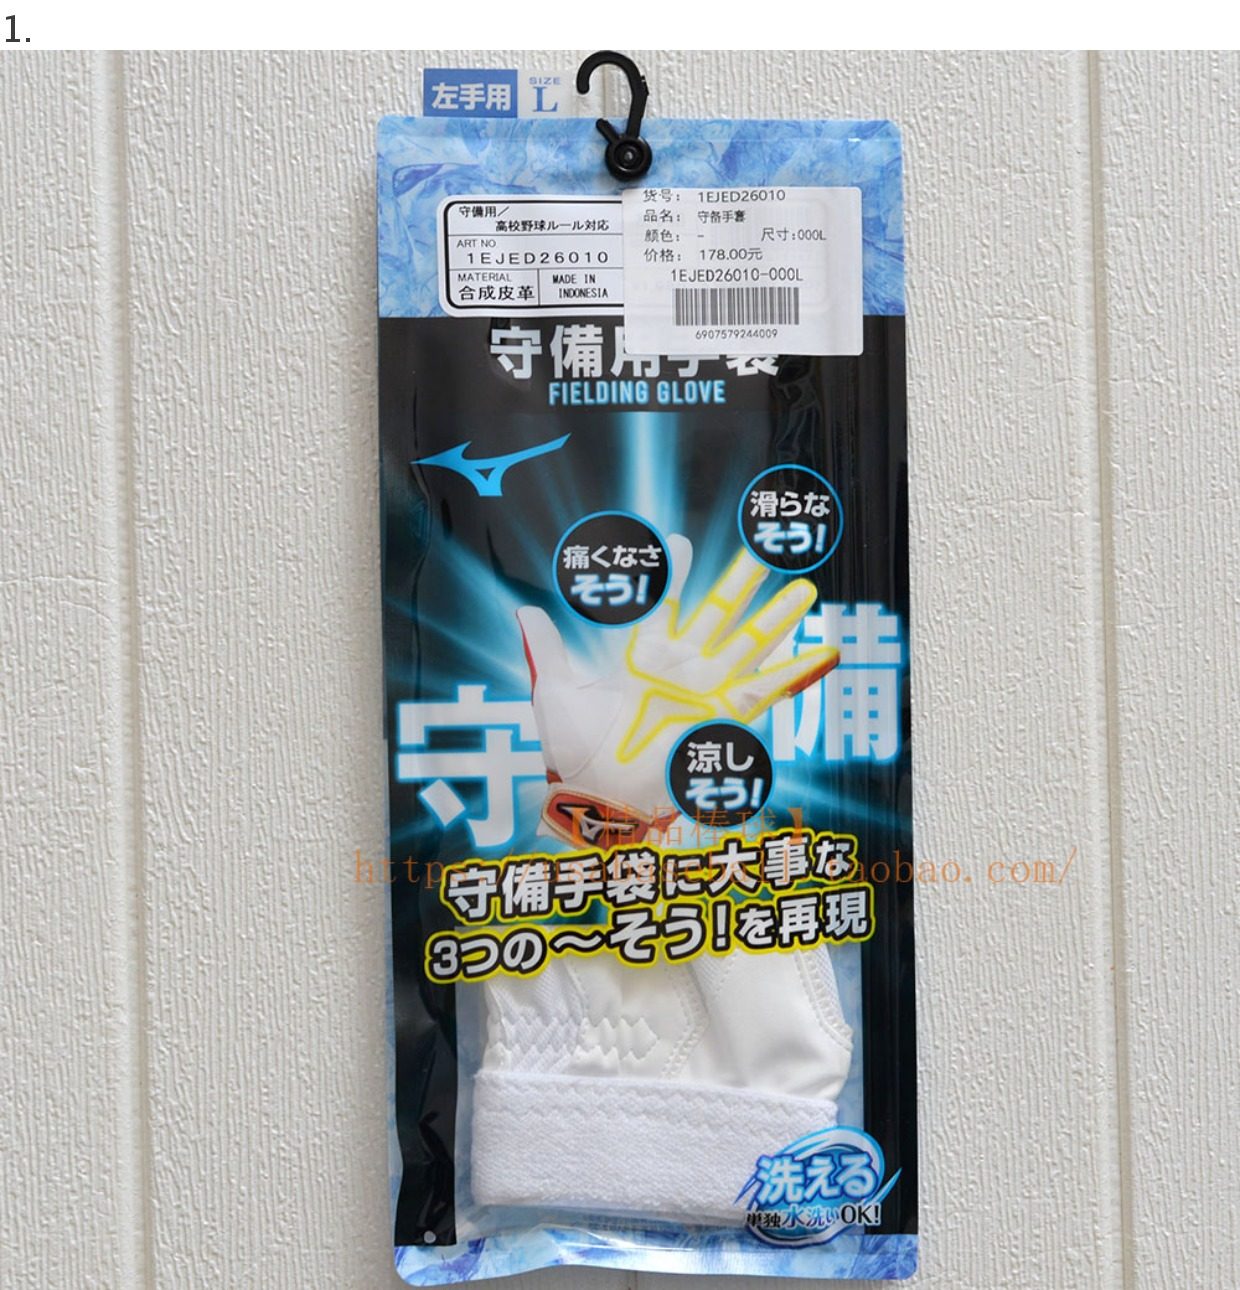 1.
左手用
SIZE
L
守備用/
高校野球ルール対応
ART NO
1EJED26010
MATERIAL
合成皮革
MADE IN
INDONESIA
货号: 1EJED26010
品名: 守备手套
颜色: - 尺寸:000L
价格: 178.00元
1EJED26010-000L
6907579244009
守備用手袋
FIELDING GLOVE
滑らな
そう!
痛くなさ
そう!
守備
涼し
そう!
【精品棒球】
守備手袋に大事な
3つの〜そう!を再現
洗える
単独水洗いOK!